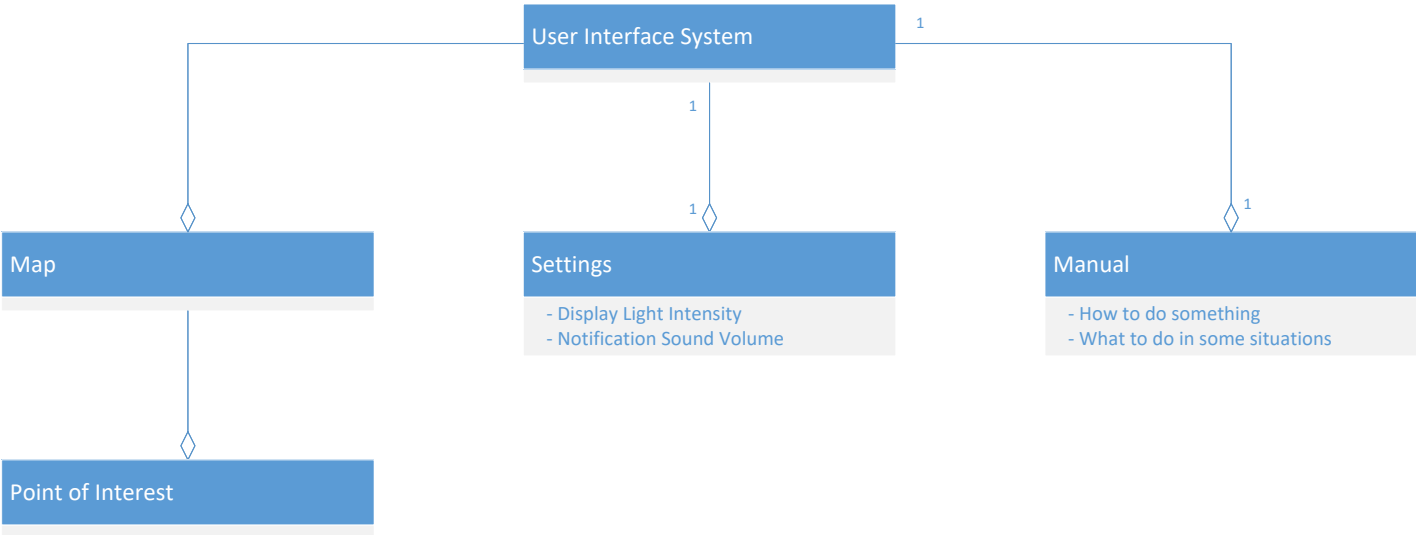 User Interface System
1
1
1
1
Map
Settings
- Display Light Intensity
- Notification Sound Volume
Manual
- How to do something
- What to do in some situations
Point of Interest